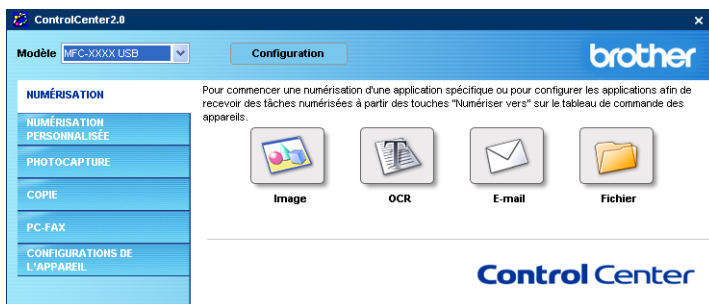 ControlCenter2.0
Modèle MFC-XXXX USB Configuration brother
NUMÉRISATION
NUMÉRISATION
PERSONNALISÉE
PHOTOCAPTURE
COPIE
PC-FAX
CONFIGURATIONS DE
L'APPAREIL
Pour commencer une numérisation d'une application spécifique ou pour configurer les applications afin de
recevoir des tâches numérisées à partir des touches "Numériser vers" sur le tableau de commande des
appareils.
Image OCR E-mail Fichier
Control Center